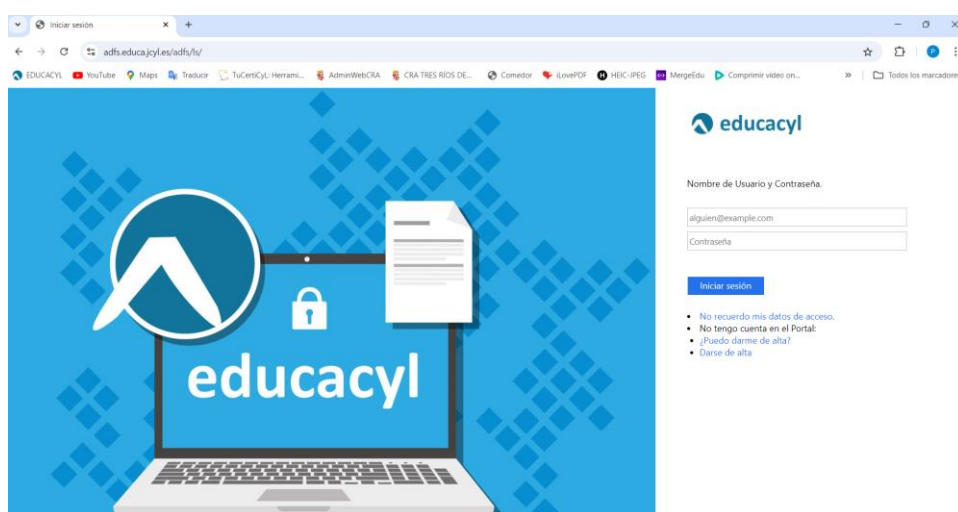 Iniciar sesión
adfs.educa.jcyl.es/adfs/ls/
EDUCACYL YouTube Maps Traducir TuCertiCyL: Herrami... AdminWebCRA CRA TRES RÍOS DE... Comedor iLovePDF HEIC-JPEG MergeEdu Comprimir video on... » Todos los marcadore
educacyl
Nombre de Usuario y Contraseña.
alguien@example.com
Contraseña
Iniciar sesión
No recuerdo mis datos de acceso.
No tengo cuenta en el Portal:
¿Puedo darme de alta?
Darse de alta
educacyl